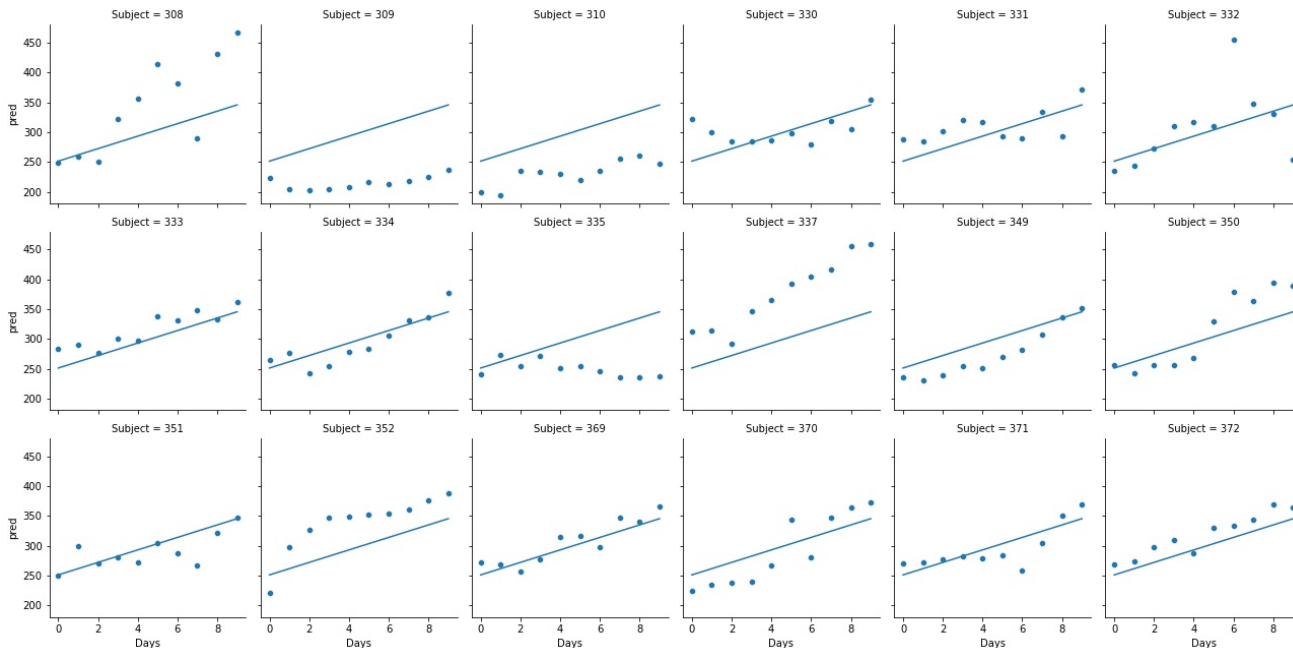 Subject = 308 Subject = 309 Subject = 310 Subject = 330 Subject = 331 Subject = 332
450
400
350
300
250
200
pred
Subject = 333 Subject = 334 Subject = 335 Subject = 337 Subject = 349 Subject = 350
450
400
350
300
250
200
pred
Subject = 351 Subject = 352 Subject = 369 Subject = 370 Subject = 371 Subject = 372
450
400
350
300
250
200
pred
0 2 4 6 8 0 2 4 6 8 0 2 4 6 8 0 2 4 6 8 0 2 4 6 8 0 2 4 6 8
Days Days Days Days Days Days